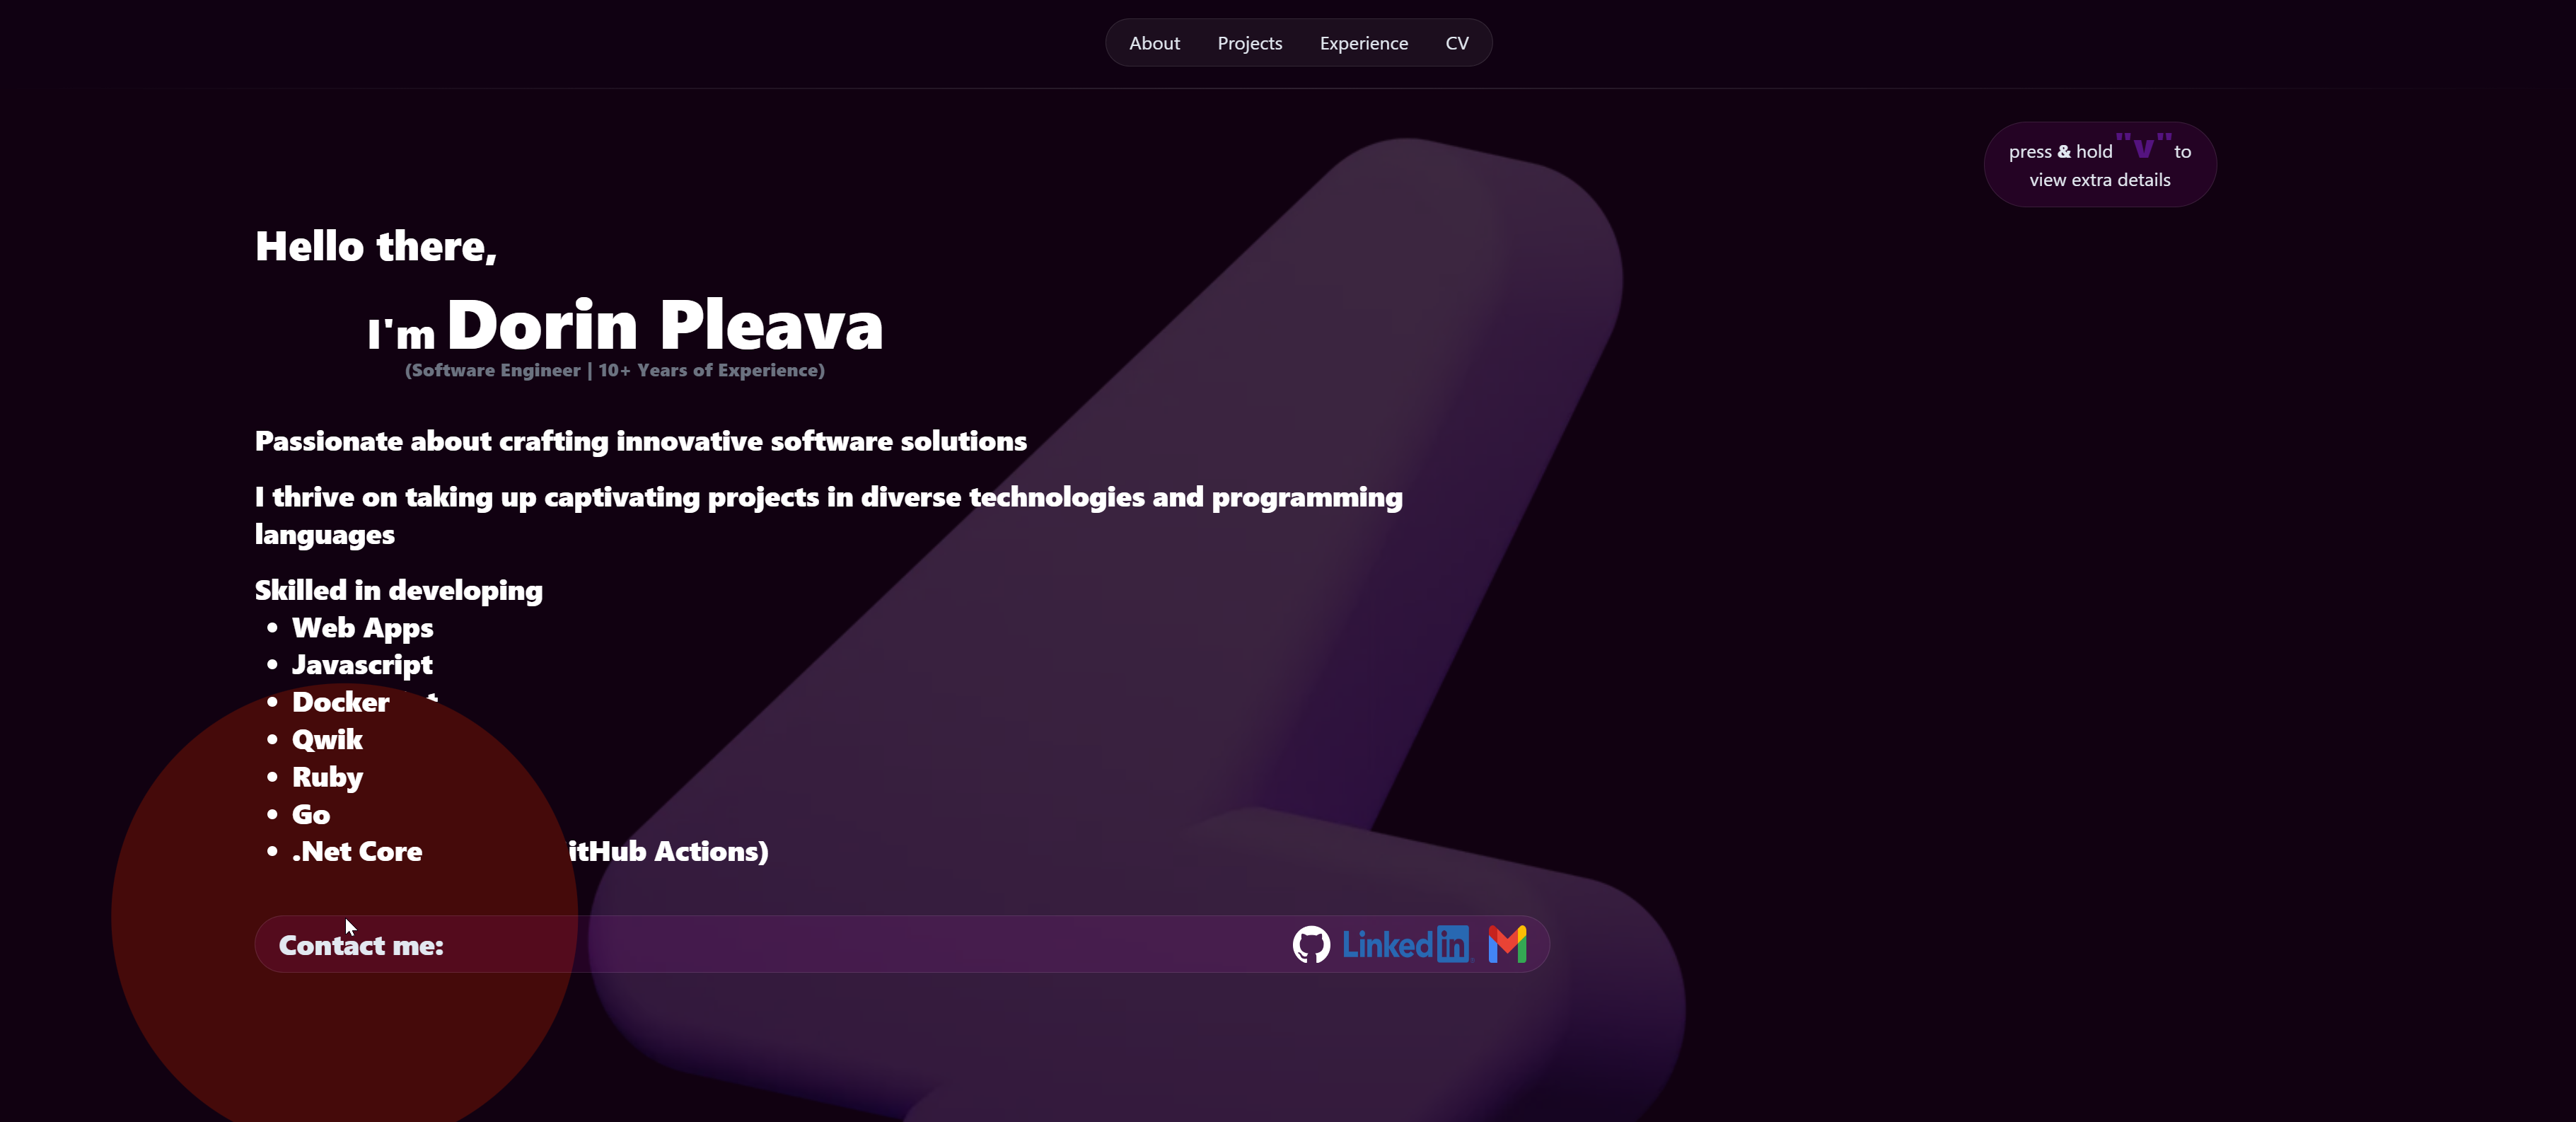 About Projects Experience CV
press & hold "v" to
view extra details
Hello there,
I'm Dorin Pleava
(Software Engineer | 10+ Years of Experience)
Passionate about crafting innovative software solutions
I thrive on taking up captivating projects in diverse technologies and programming
languages
Skilled in developing
• Web Apps
• Javascript
• Docker
• Qwik
• Ruby
• Go
• .Net Core itHub Actions)
Contact me: LinkedIn